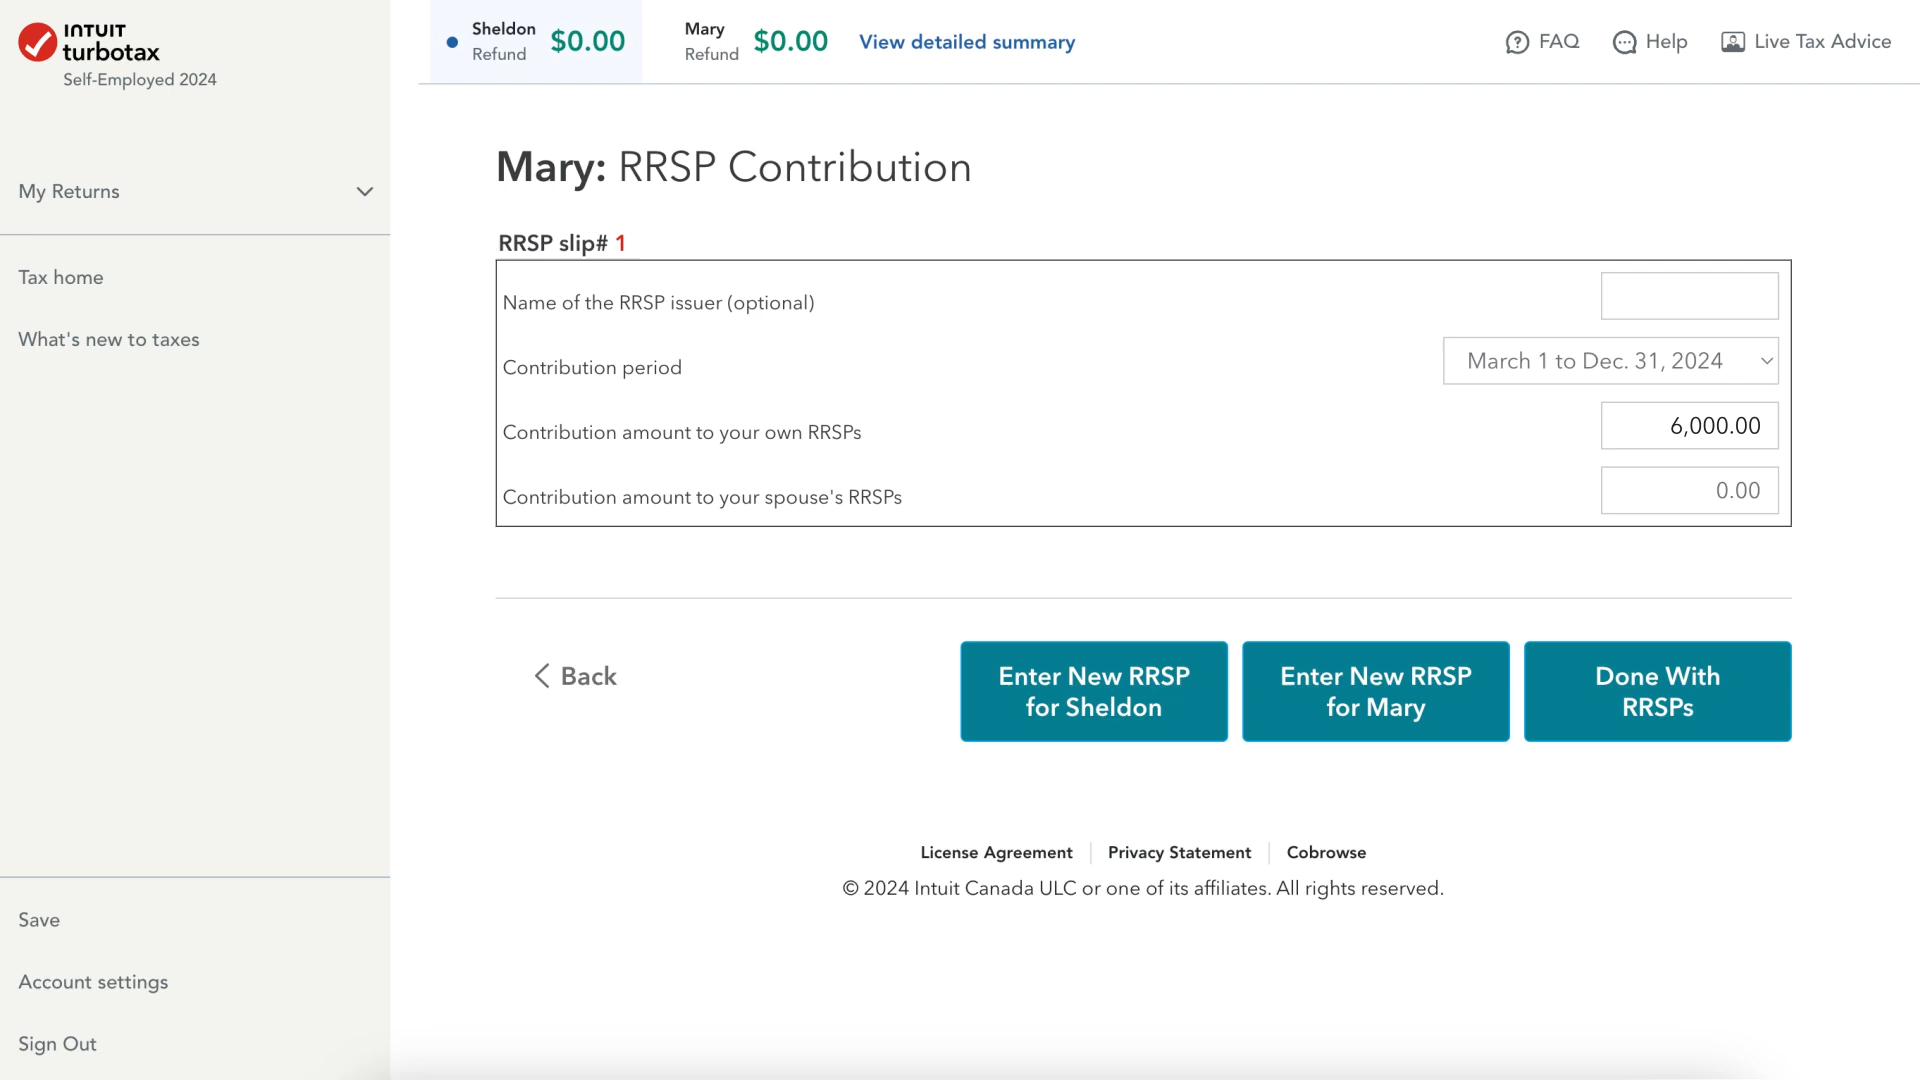 INTUIT
turbotax
Self-Employed 2024
My Returns
Tax home
What's new to taxes
Save
Account settings
Sign Out
Sheldon
Refund
$0.00
Mary
Refund
$0.00
View detailed summary
FAQ
Help
Live Tax Advice
Mary: RRSP Contribution
RRSP slip# 1
Name of the RRSP issuer (optional)
Contribution period
March 1 to Dec. 31, 2024
Contribution amount to your own RRSPs
6,000.00
Contribution amount to your spouse's RRSPs
0.00
Back
Enter New RRSP
for Sheldon
Enter New RRSP
for Mary
Done With
RRSPs
License Agreement
Privacy Statement
Cobrowse
© 2024 Intuit Canada ULC or one of its affiliates. All rights reserved.